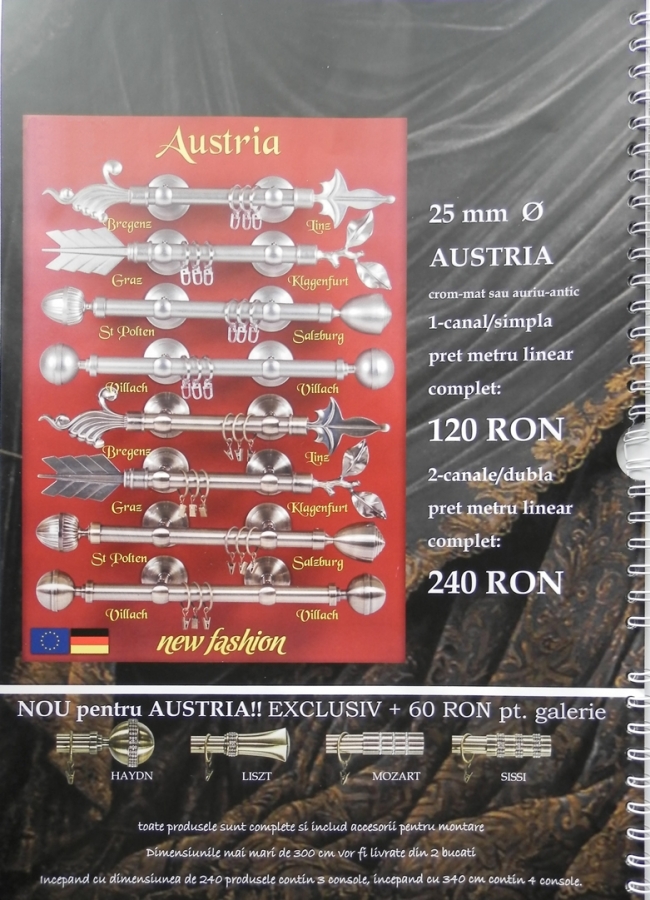 Austria
Bregenz Linz
Graz Klagenfurt
St Polten Salzburg
Villach Villach
Bregenz Linz
Graz Klagenfurt
St Polten Salzburg
Villach Villach
new fashion
25 mm Ø
AUSTRIA
crom-mat sau auriu-antic
1-canal/simpla
pret metru linear
complet:
120 RON
2-canale/dubla
pret metru linear
complet:
240 RON
NOU pentru AUSTRIA!! EXCLUSIV + 60 RON pt. galerie
HAYDN LISZT MOZART SISSI
toate produsele sunt complete si includ accesorii pentru montare
Dimensiunile mai mari de 300 cm vor fi livrate din 2 bucati
Incepand cu dimensiunea de 240 produsele contin 3 console, incepand cu 340 cm contin 4 console.